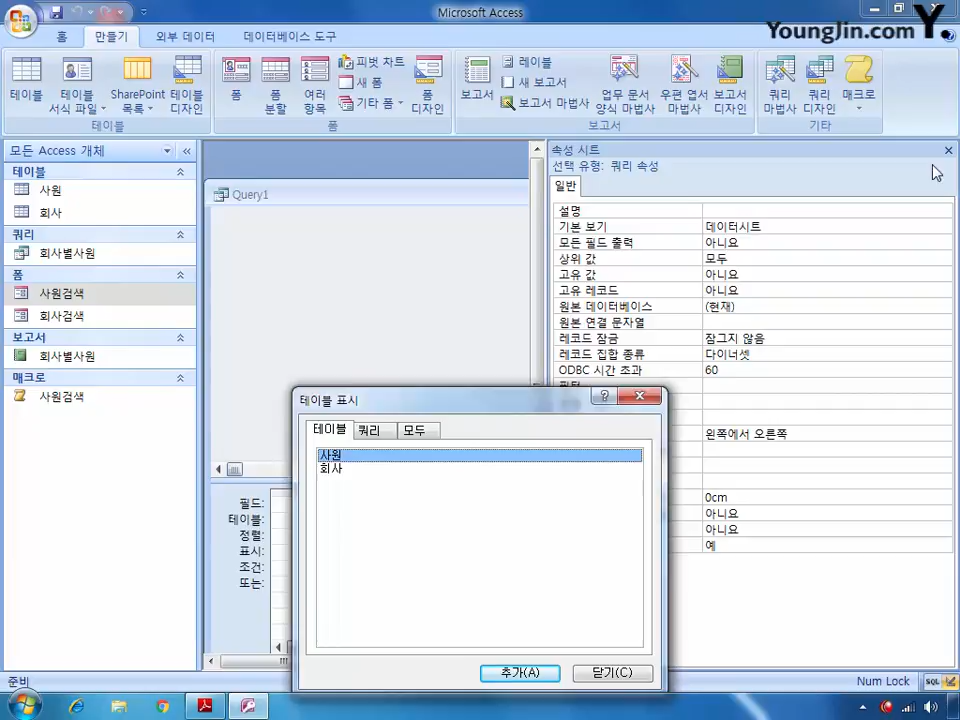 Microsoft Access
YoungJin.com Y.
홈 만들기 외부 데이터 데이터베이스 도구
테이블
테이블 서식 파일
SharePoint 목록
테이블 디자인
테이블
폼
폼 분할
여러 항목
피벗 차트
새 폼
기타 폼
폼 디자인
폼
보고서
레이블
새 보고서
보고서 마법사
업무 문서 양식 마법사
우편 엽서 마법사
보고서 디자인
보고서
쿼리 마법사
쿼리 디자인
매크로
기타
모든 Access 개체
테이블
사원
회사
쿼리
회사별사원
폼
사원검색
회사검색
보고서
회사별사원
매크로
사원검색
Query1
필드:
테이블:
정렬:
표시:
조건:
또는:
속성 시트
선택 유형: 쿼리 속성
일반
설명
기본 보기 데이터시트
모든 필드 출력 아니요
상위 값 모두
고유 값 아니요
고유 레코드 아니요
원본 데이터베이스 (현재)
원본 연결 문자열
레코드 잠금 잠그지 않음
레코드 집합 종류 다이너셋
ODBC 시간 초과 60
왼쪽에서 오른쪽
0cm
아니요
아니요
예
테이블 표시
테이블 쿼리 모두
사원
회사
추가(A) 닫기(C)
준비
Num Lock
SQL